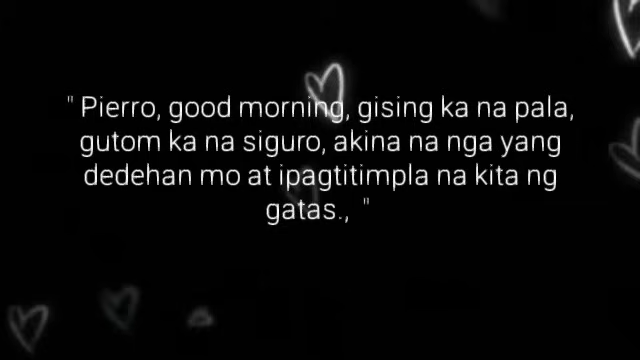 " Pierro, good morning, gising ka na pala,
gutom ka na siguro, akina na nga yang
dedehan mo at ipagtitimpla na kita ng
gatas., "